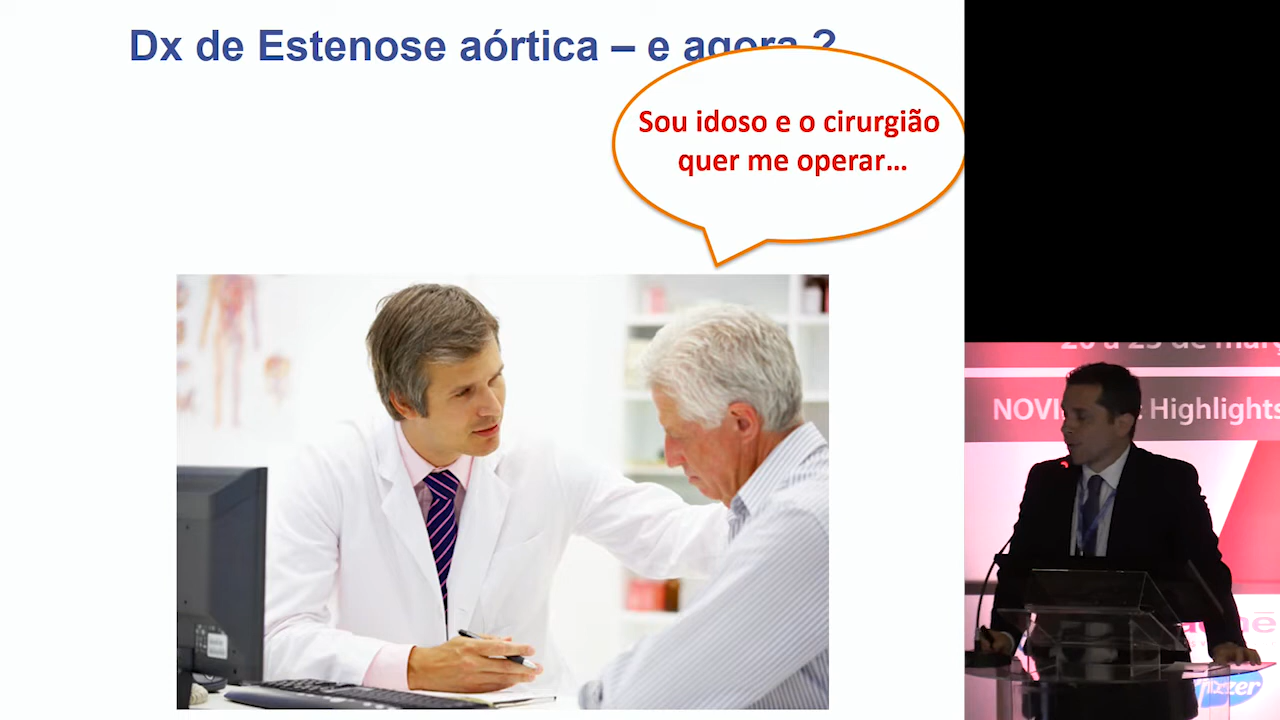 Dx de Estenose aórtica – e agora ?
Sou idoso e o cirurgião
quer me operar...
Highlights